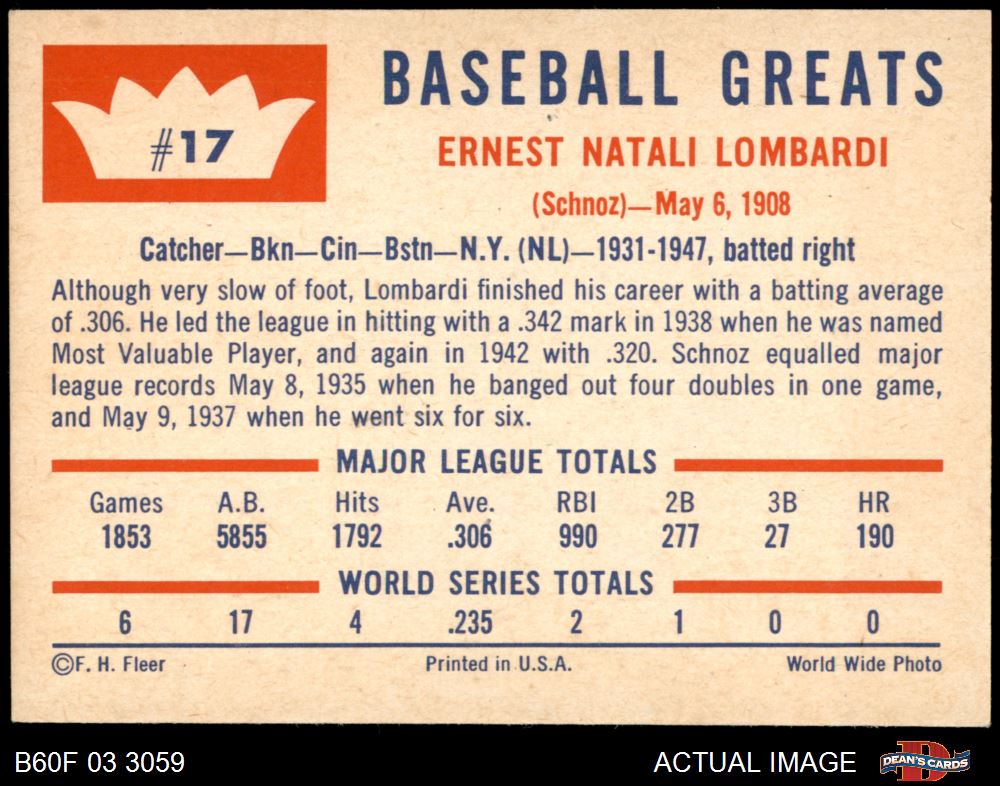 #17
BASEBALL GREATS
ERNEST NATALI LOMBARDI
(Schnoz)—May 6, 1908
Catcher—Bkn—Cin—Bstn—N.Y. (NL)—1931-1947, batted right
Although very slow of foot, Lombardi finished his career with a batting average
of .306. He led the league in hitting with a .342 mark in 1938 when he was named
Most Valuable Player, and again in 1942 with .320. Schnoz equalled major
league records May 8, 1935 when he banged out four doubles in one game,
and May 9, 1937 when he went six for six.
MAJOR LEAGUE TOTALS
Games A.B. Hits Ave. RBI 2B 3B HR
1853 5855 1792 .306 990 277 27 190
WORLD SERIES TOTALS
6 17 4 .235 2 1 0 0
©F. H. Fleer Printed in U.S.A. World Wide Photo
B60F 03 3059 ACTUAL IMAGE DEAN'S CARDS